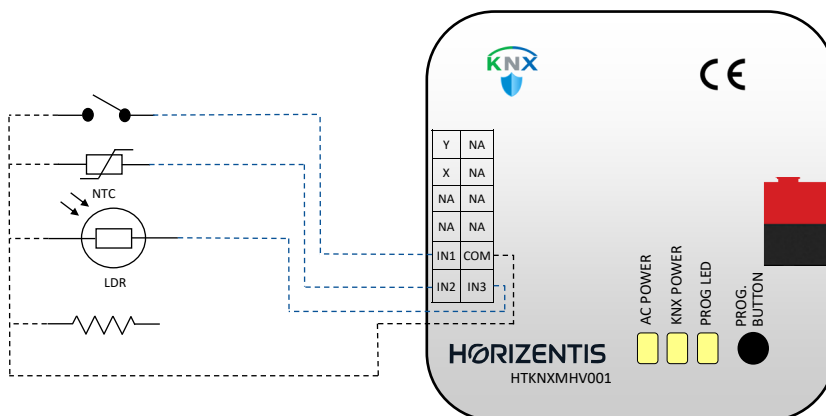 KNX
CE
Y NA
X NA
NTC
NA NA
NA NA
IN1 COM
LDR
IN2 IN3
AC POWER
KNX POWER
PROG LED
PROG.
BUTTON
HORIZENTIS
HTKNXMHV001